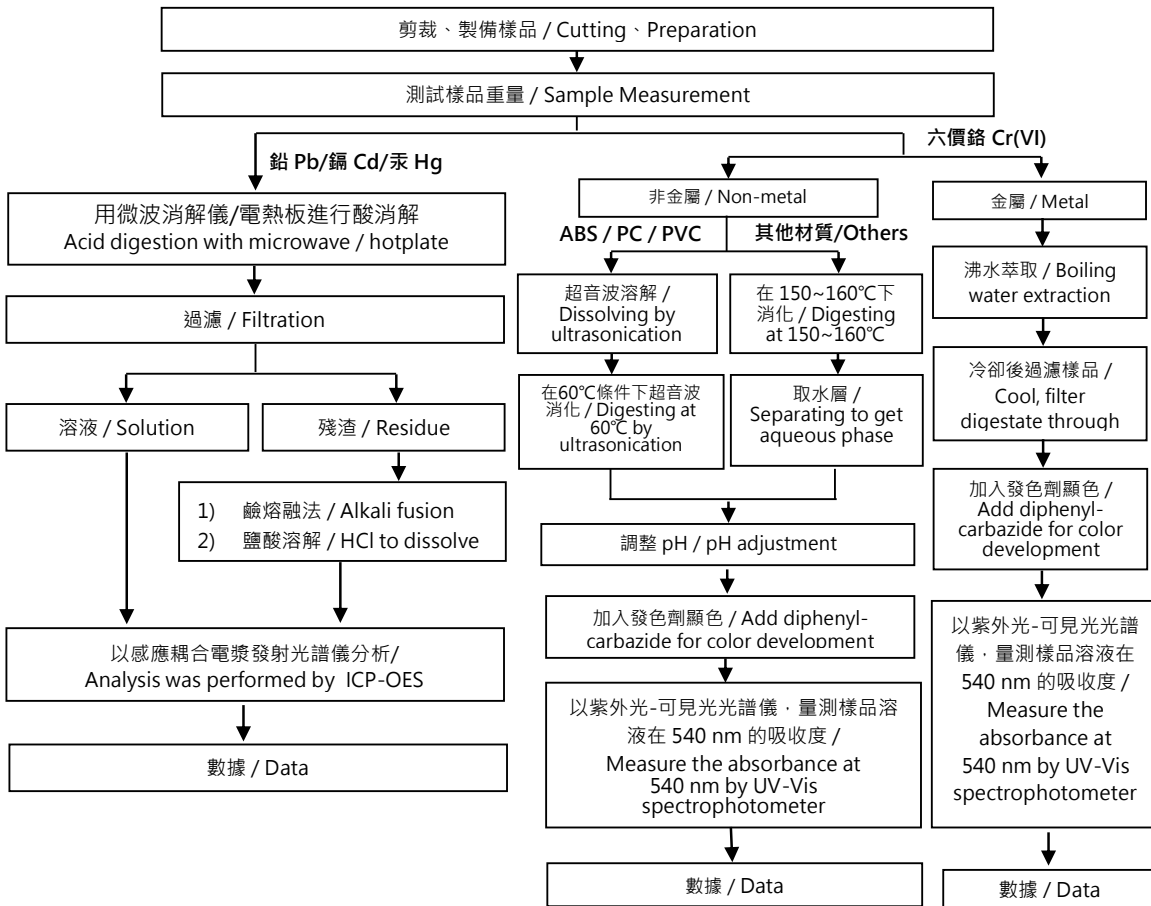 剪裁、製備樣品 / Cutting、Preparation
測試樣品重量 / Sample Measurement
鉛 Pb/鎘 Cd/汞 Hg
六價鉻 Cr(VI)
用微波消解儀/電熱板進行酸消解
Acid digestion with microwave / hotplate
過濾 / Filtration
溶液 / Solution
殘渣 / Residue
1) 鹼熔融法 / Alkali fusion
2) 鹽酸溶解 / HCl to dissolve
以感應耦合電漿發射光譜儀分析/
Analysis was performed by ICP-OES
數據 / Data
非金屬 / Non-metal
ABS / PC / PVC
其他材質/Others
超音波溶解 /
Dissolving by
ultrasonication
在60℃條件下超音波
消化 / Digesting at
60℃ by
ultrasonication
在 150~160℃下
消化 / Digesting
at 150~160℃
取水層 /
Separating to get
aqueous phase
調整 pH / pH adjustment
加入發色劑顯色 / Add diphenyl-
carbazide for color development
以紫外光-可見光光譜儀，量測樣品溶
液在 540 nm 的吸收度 /
Measure the absorbance at
540 nm by UV-Vis
spectrophotometer
數據 / Data
金屬 / Metal
沸水萃取 / Boiling
water extraction
冷卻後過濾樣品 /
Cool, filter
digestate through
加入發色劑顯色 /
Add diphenyl-
carbazide for color
development
以紫外光-可見光光譜
儀，量測樣品溶液在
540 nm 的吸收度 /
Measure the
absorbance at
540 nm by UV-Vis
spectrophotometer
數據 / Data